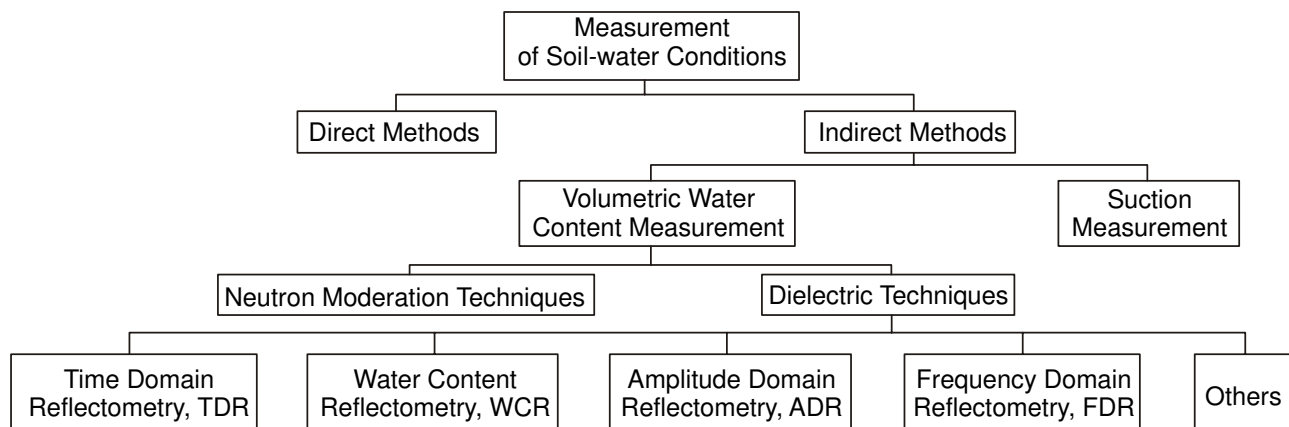 Measurement
of Soil-water Conditions
Direct Methods
Indirect Methods
Volumetric Water
Content Measurement
Suction
Measurement
Neutron Moderation Techniques
Dielectric Techniques
Time Domain
Reflectometry, TDR
Water Content
Reflectometry, WCR
Amplitude Domain
Reflectometry, ADR
Frequency Domain
Reflectometry, FDR
Others